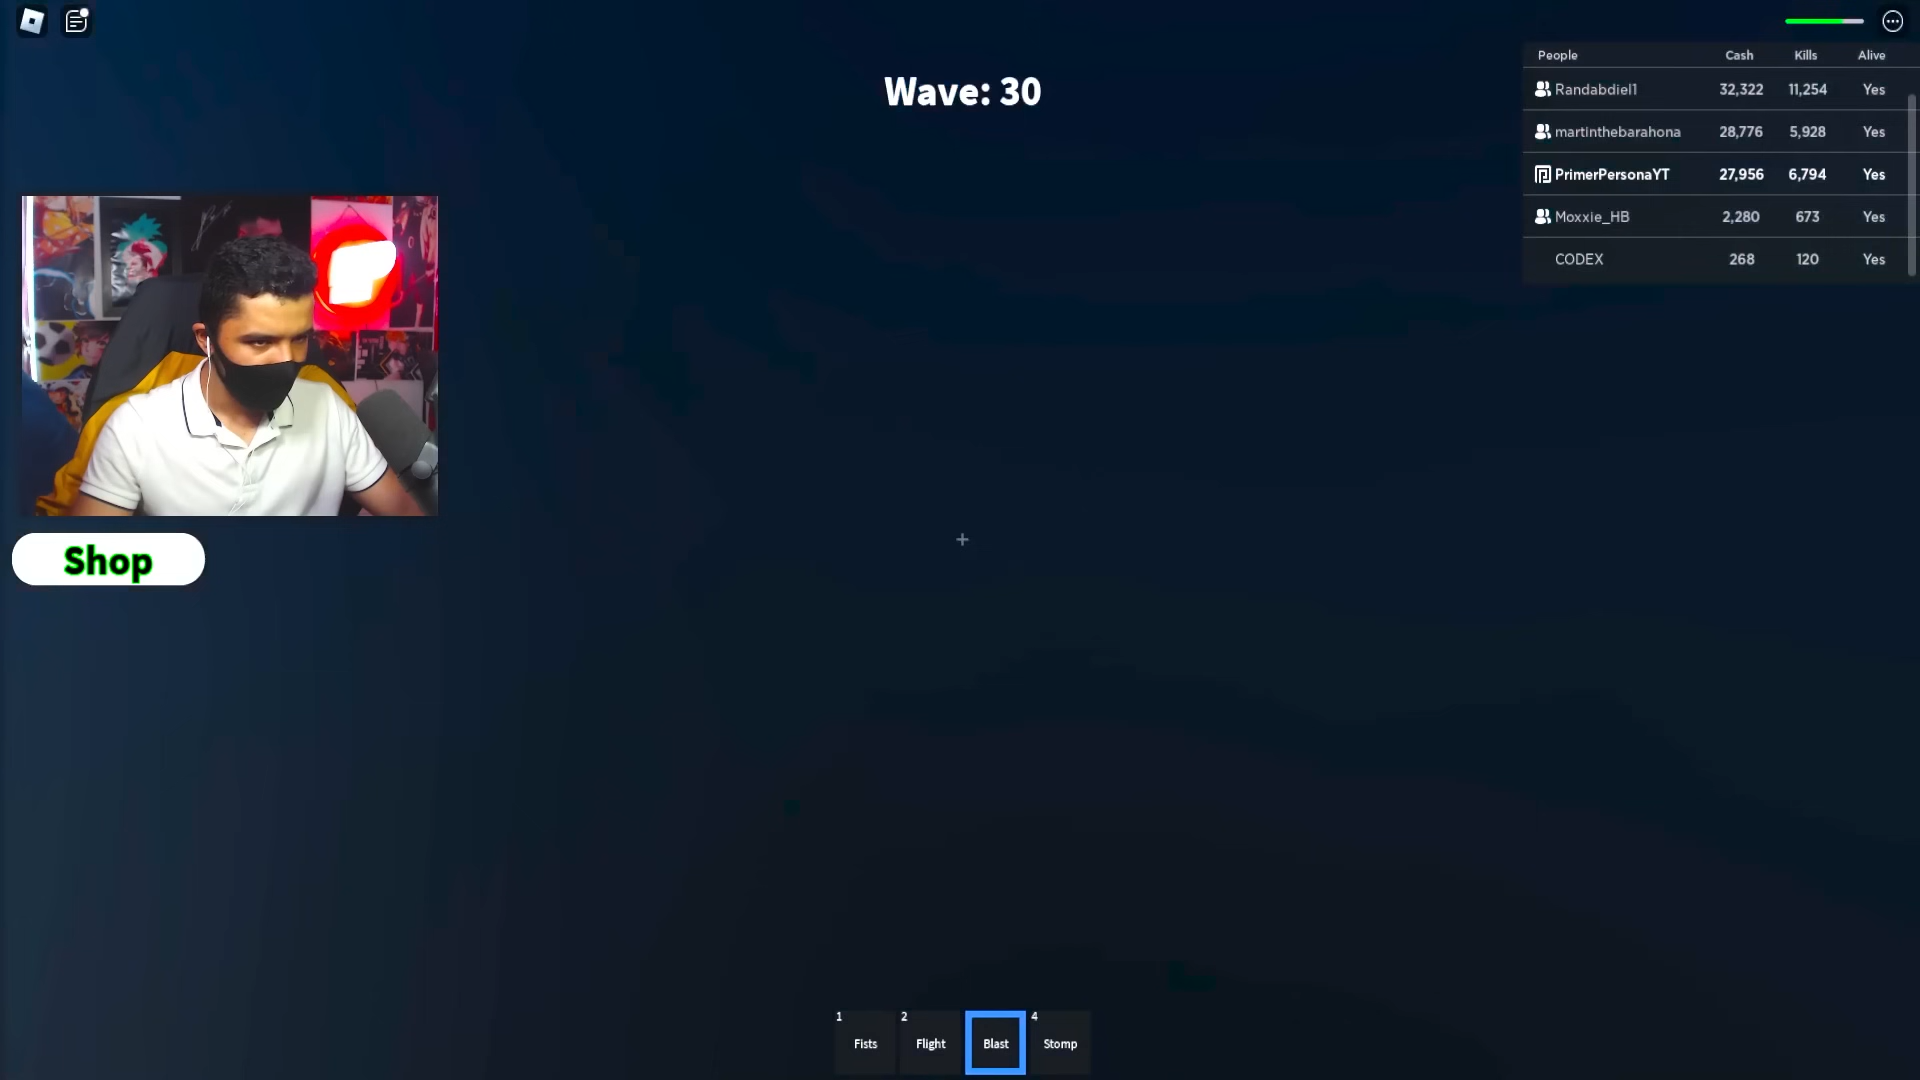 Wave: 30
People Cash Kills Alive
Randabdiel1 32,322 11,254 Yes
martinthebarahona 28,776 5,928 Yes
PrimerPersonaYT 27,956 6,794 Yes
Moxxie_HB 2,280 673 Yes
CODEX 268 120 Yes
Shop
1 2 4
Fists Flight Blast Stomp